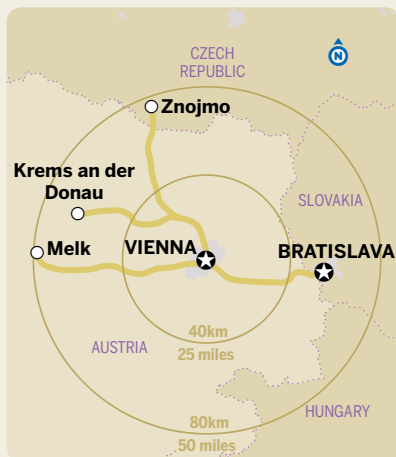 N
CZECH
REPUBLIC
Znojmo
Krems an der
Donau
SLOVAKIA
Melk
VIENNA
BRATISLAVA
40km
25 miles
AUSTRIA
HUNGARY
80km
50 miles